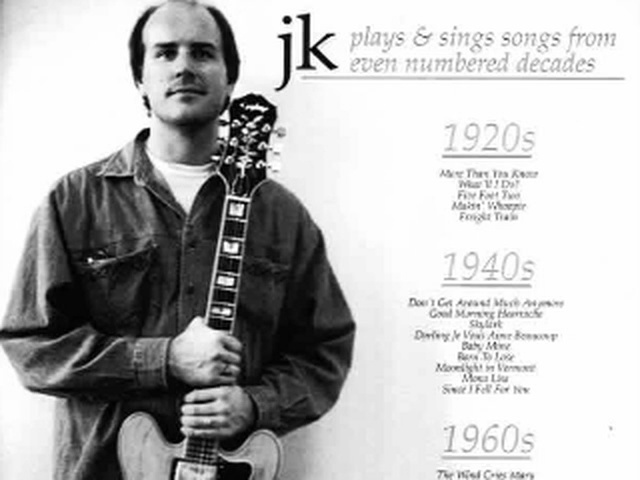 jk plays & sings songs from
even numbered decades
1920s
More Than You Know
What'll I Do?
Five Foot Two
Makin' Whoopie
Freight Train
1940s
Don't Get Around Much Anymore
Good Morning Heartache
Skylark
Darling Je Vous Aime Beaucoup
Baby Mine
Born To Lose
Moonlight in Vermont
Mona Lisa
Since I Fell For You
1960s
The Wind Cries Mary